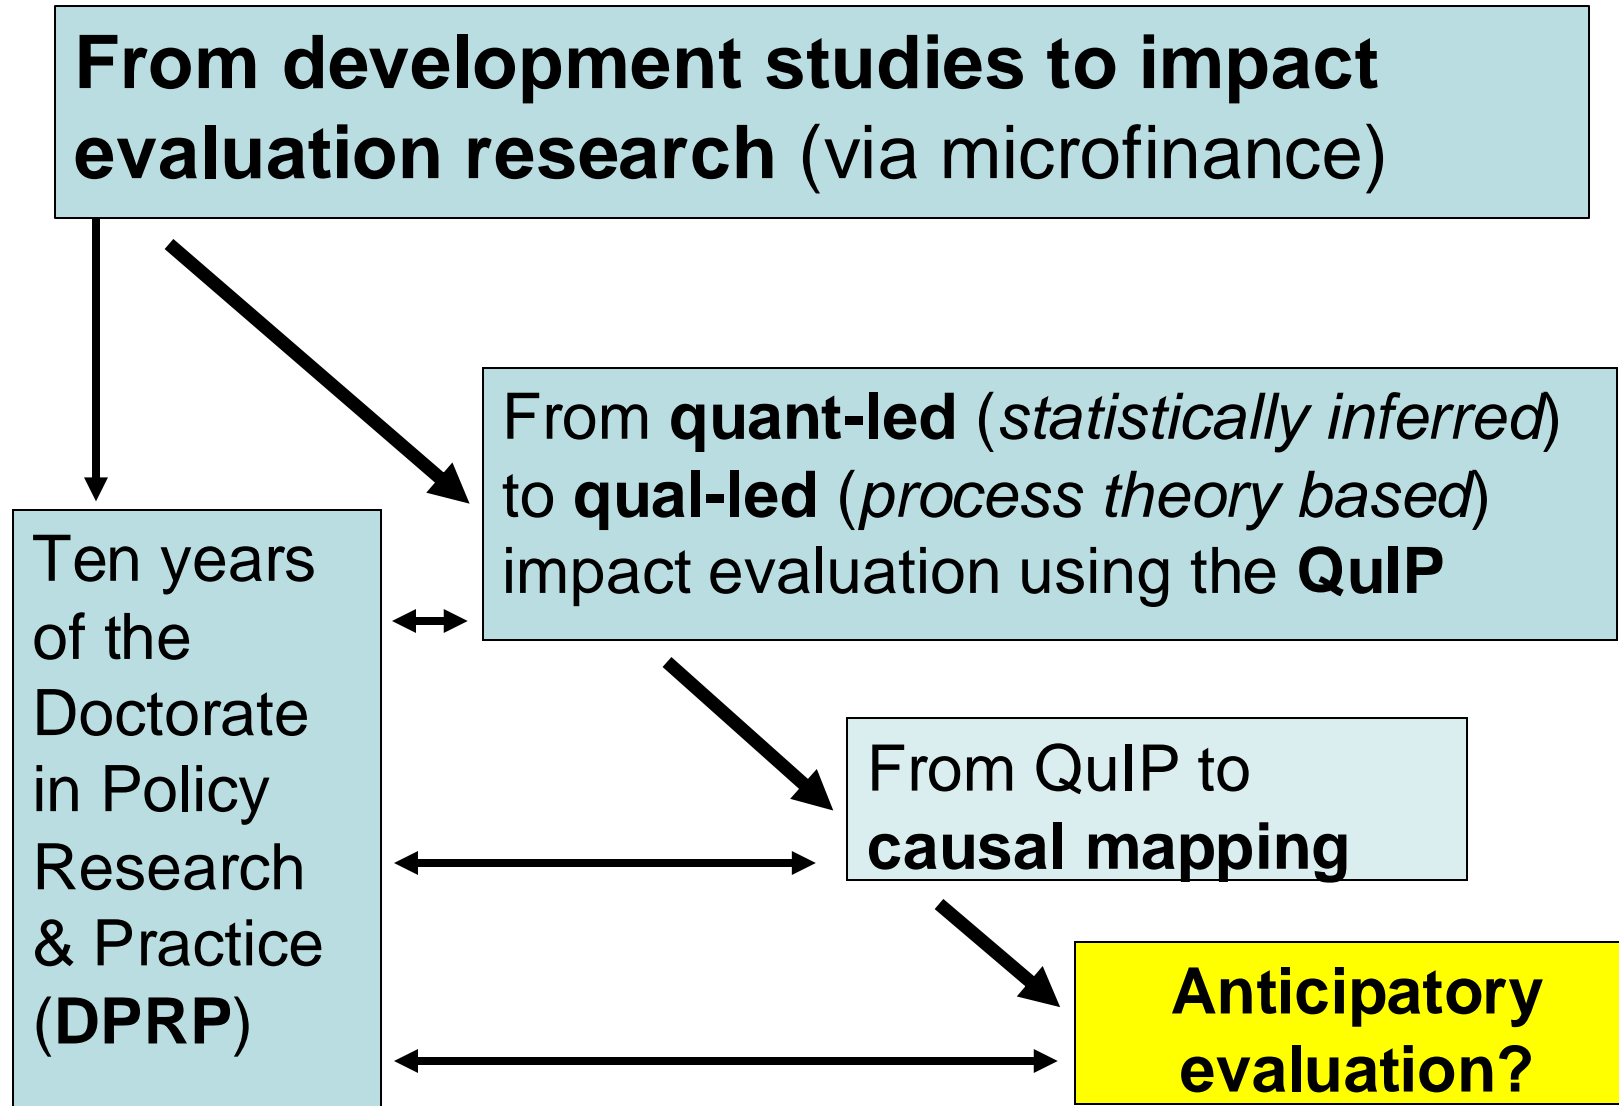 From development studies to impact
evaluation research (via microfinance)
From quant-led (statistically inferred)
to qual-led (process theory based)
impact evaluation using the QuIP
Ten years
of the
Doctorate
in Policy
Research
& Practice
(DPRP)
From QuIP to
causal mapping
Anticipatory
evaluation?